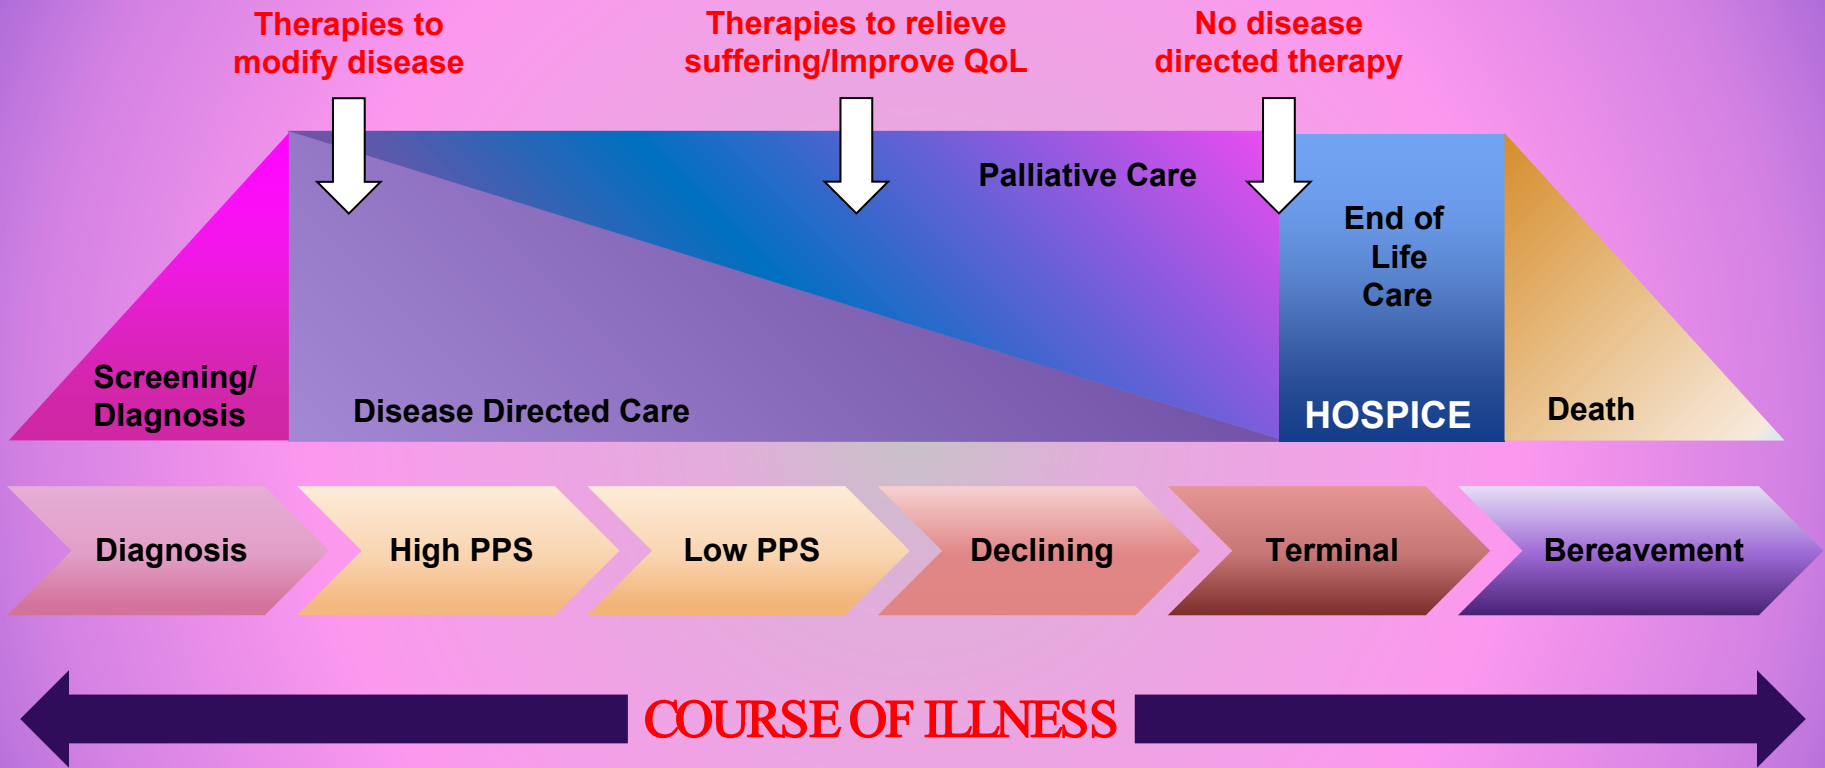 Therapies to
modify disease
Therapies to relieve
suffering/Improve QoL
No disease
directed therapy
Palliative Care
End of
Life
Care
Screening/
DIagnosis
Disease Directed Care
HOSPICE
Death
Diagnosis
High PPS
Low PPS
Declining
Terminal
Bereavement
COURSE OF ILLNESS